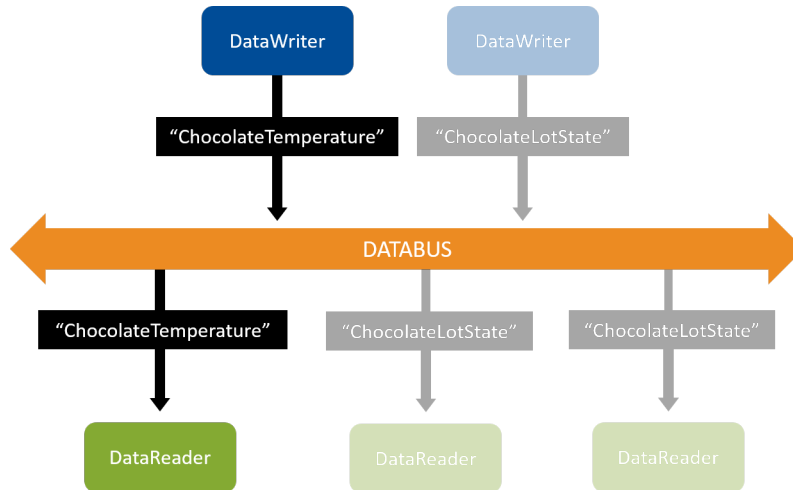 DataWriter
DataWriter
“ChocolateTemperature”
“ChocolateLotState”
DATABUS
“ChocolateTemperature”
“ChocolateLotState”
“ChocolateLotState”
DataReader
DataReader
DataReader